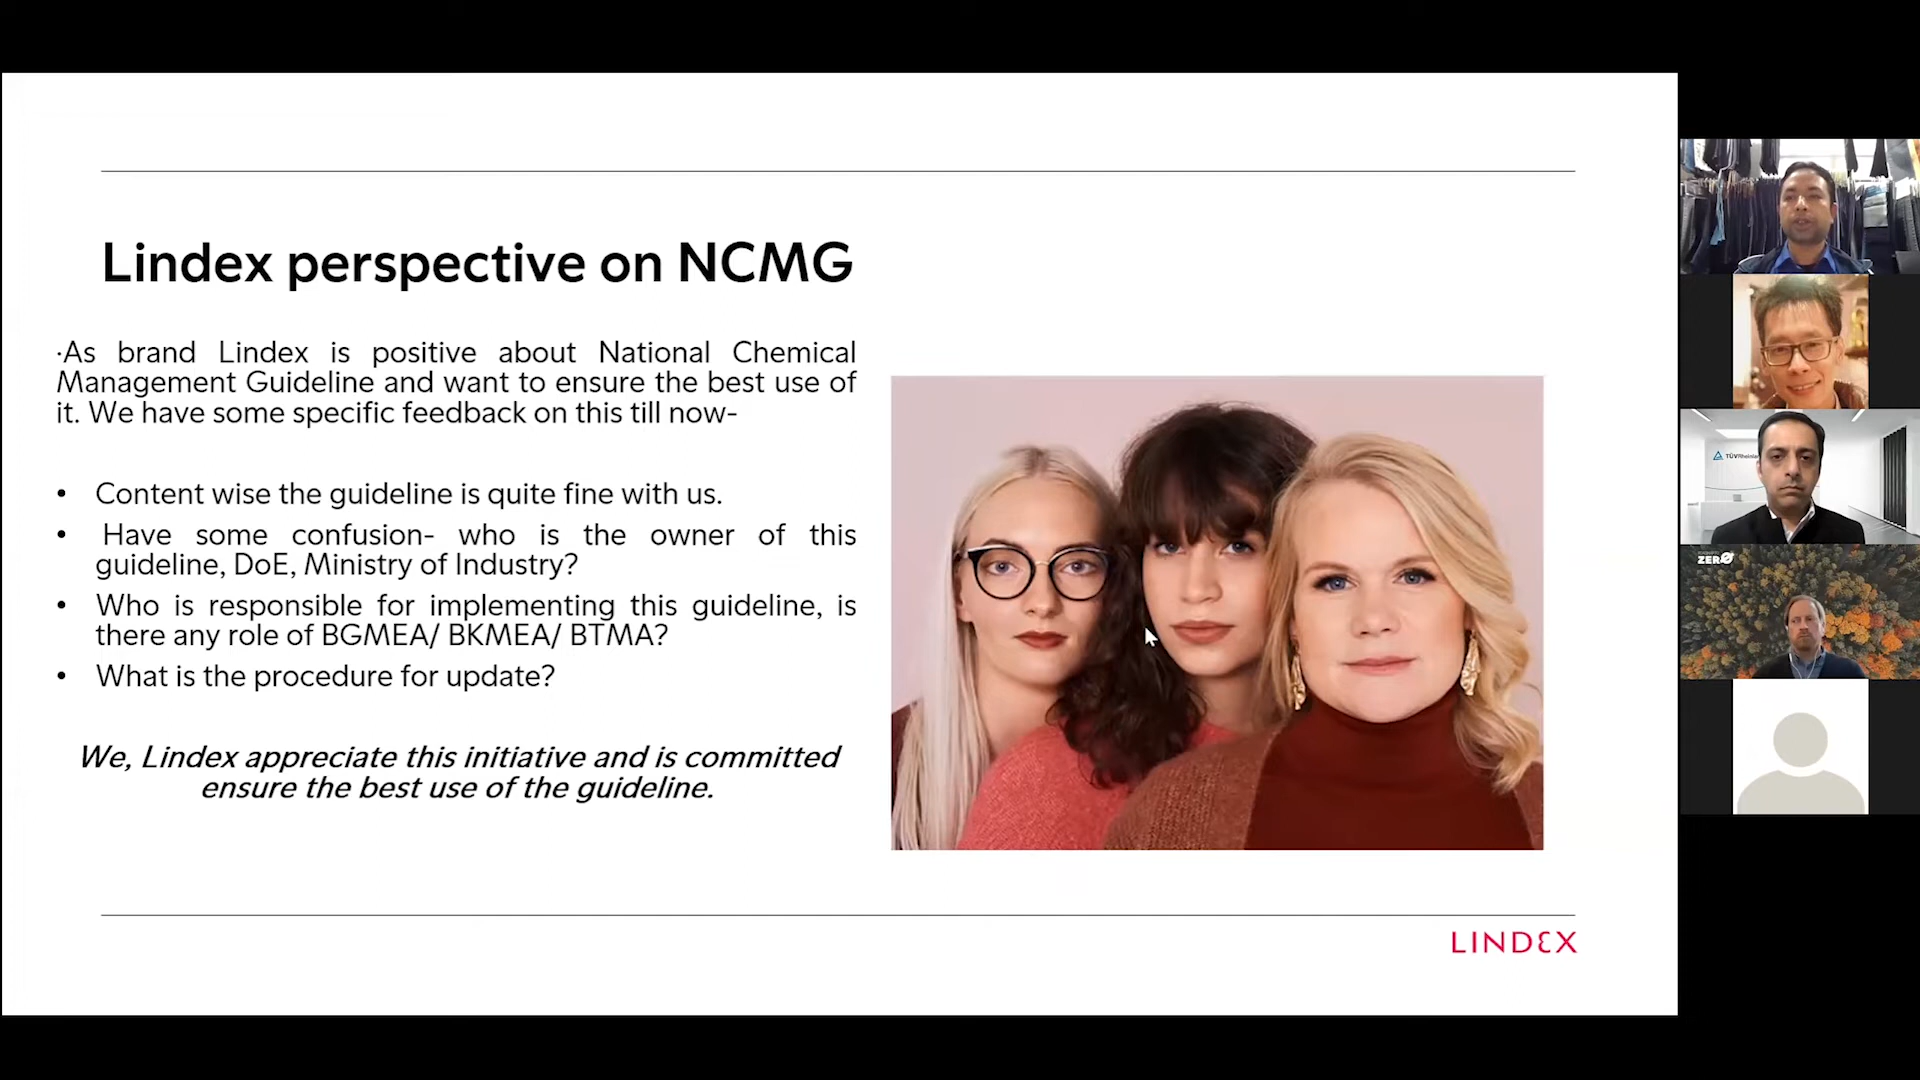 Lindex perspective on NCMG
·As brand Lindex is positive about National Chemical
Management Guideline and want to ensure the best use of
it. We have some specific feedback on this till now-
• Content wise the guideline is quite fine with us.
• Have some confusion- who is the owner of this
guideline, DoE, Ministry of Industry?
• Who is responsible for implementing this guideline, is
there any role of BGMEA/ BKMEA/ BTMA?
• What is the procedure for update?
We, Lindex appreciate this initiative and is committed
ensure the best use of the guideline.
LINDEX
ZERO